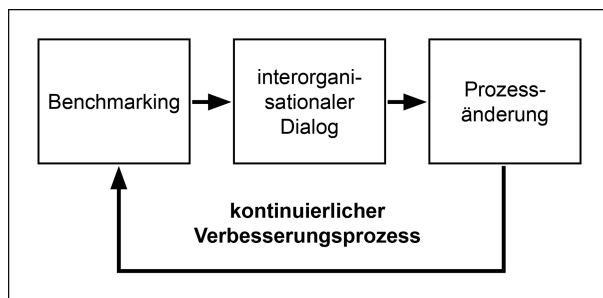 Benchmarking
interorgani-
sationaler
Dialog
Prozess-
änderung
kontinuierlicher
Verbesserungsprozess